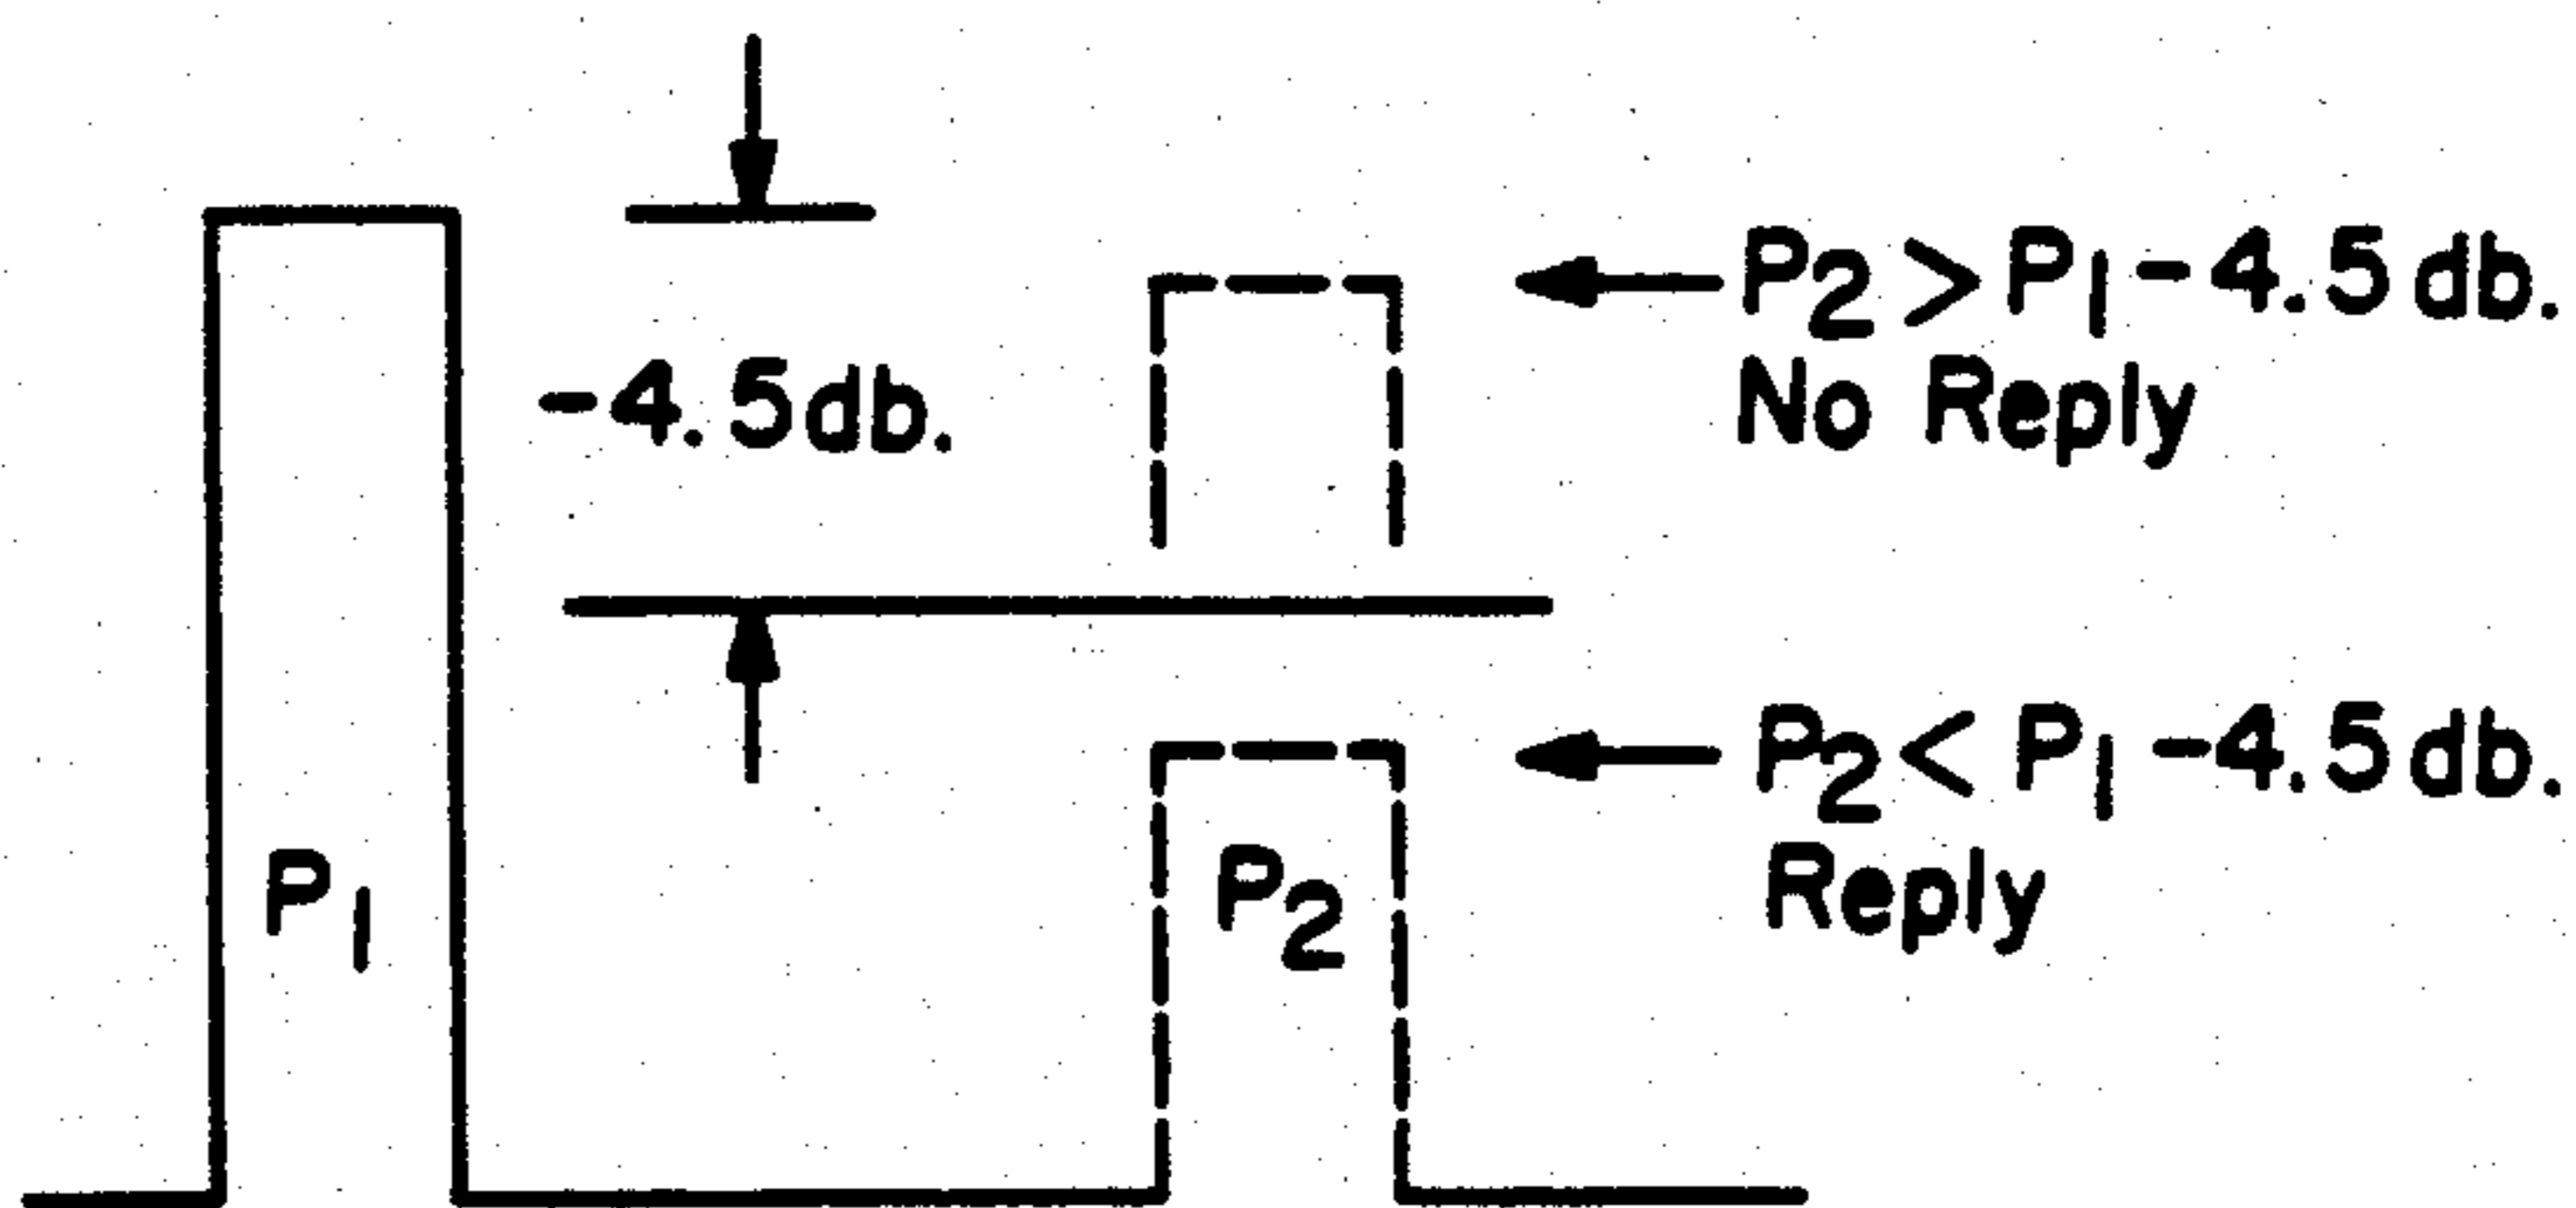 P2 > P1 -4.5 db.
-4.5 db.
No Reply
P2 < P1 -4.5 db.
P1
P2
Reply